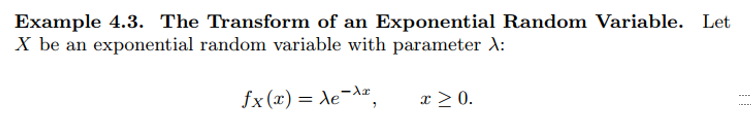 Example 4.3. The Transform of an Exponential Random Variable. Let
X be an exponential random variable with parameter λ:
f_X(x) = λe^{-λx}, x ≥ 0.